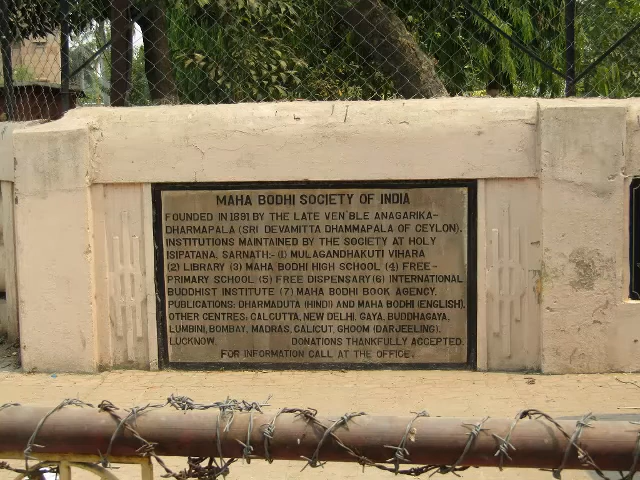 MAHA BODHI SOCIETY OF INDIA
FOUNDED IN 1891 BY THE LATE VEN'BLE ANAGARIKA-
DHARMAPALA (SRI DEVAMITTA DHAMMAPALA OF CEYLON).
INSTITUTIONS MAINTAINED BY THE SOCIETY AT HOLY
ISIPATANA, SARNATH:- (1) MULAGANDHAKUTI VIHARA
(2) LIBRARY (3) MAHA BODHI HIGH SCHOOL (4) FREE-
PRIMARY SCHOOL (5) FREE DISPENSARY (6) INTERNATIONAL
BUDDHIST INSTITUTE (7) MAHA BODHI BOOK AGENCY,
PUBLICATIONS: DHARMADUTA (HINDI) AND MAHA BODHI (ENGLISH),
OTHER CENTRES, CALCUTTA, NEW DELHI, GAYA, BUDDHAGAYA,
LUMBINI, BOMBAY, MADRAS, CALICUT, GHOOM (DARJEELING),
LUCKNOW. DONATIONS THANKFULLY ACCEPTED.
FOR INFORMATION CALL AT THE OFFICE.